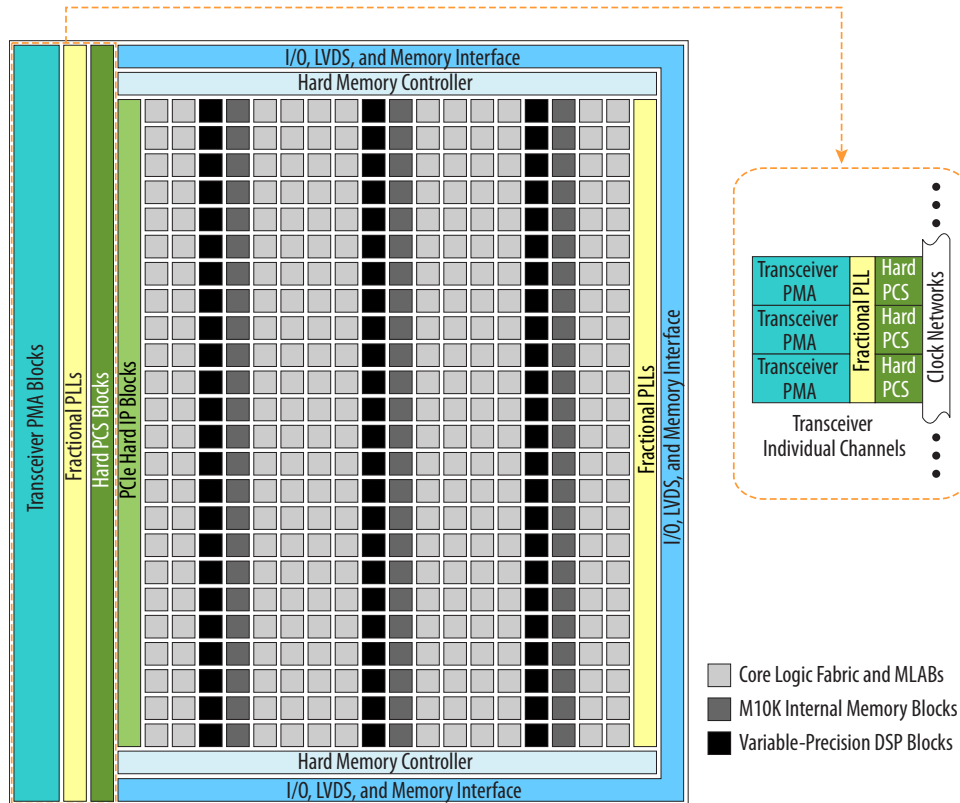 I/O, LVDS, and Memory Interface
Hard Memory Controller
Transceiver PMA Blocks
Fractional PLLs
Hard PCS Blocks
PCIe Hard IP Blocks
Fractional PLLs
I/O, LVDS, and Memory Interface
Hard Memory Controller
I/O, LVDS, and Memory Interface
Transceiver
PMA
Transceiver
PMA
Transceiver
PMA
Fractional PLL
Hard
PCS
Hard
PCS
Hard
PCS
Clock Networks
Transceiver
Individual Channels
Core Logic Fabric and MLABs
M10K Internal Memory Blocks
Variable-Precision DSP Blocks